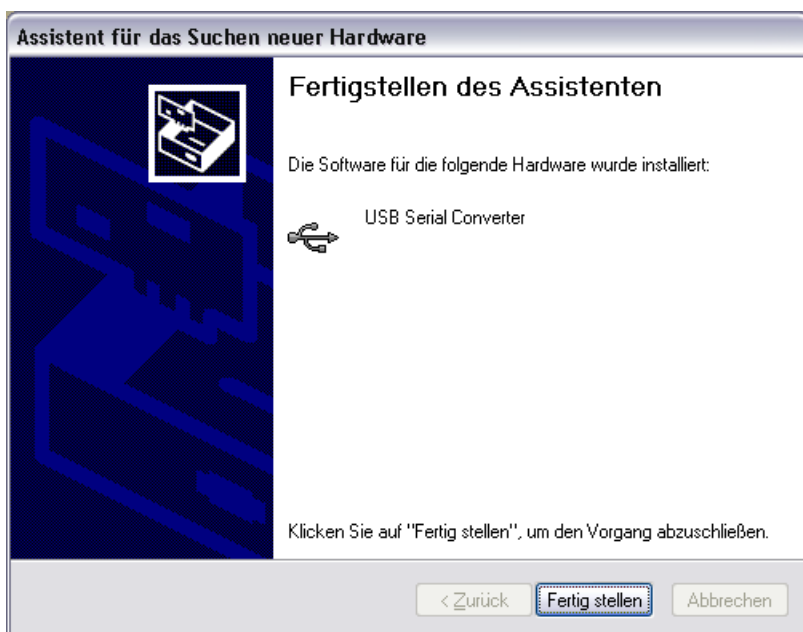 Assistent für das Suchen neuer Hardware
Fertigstellen des Assistenten
Die Software für die folgende Hardware wurde installiert:
USB Serial Converter
Klicken Sie auf "Fertig stellen", um den Vorgang abzuschließen.
< Zurück Fertig stellen Abbrechen